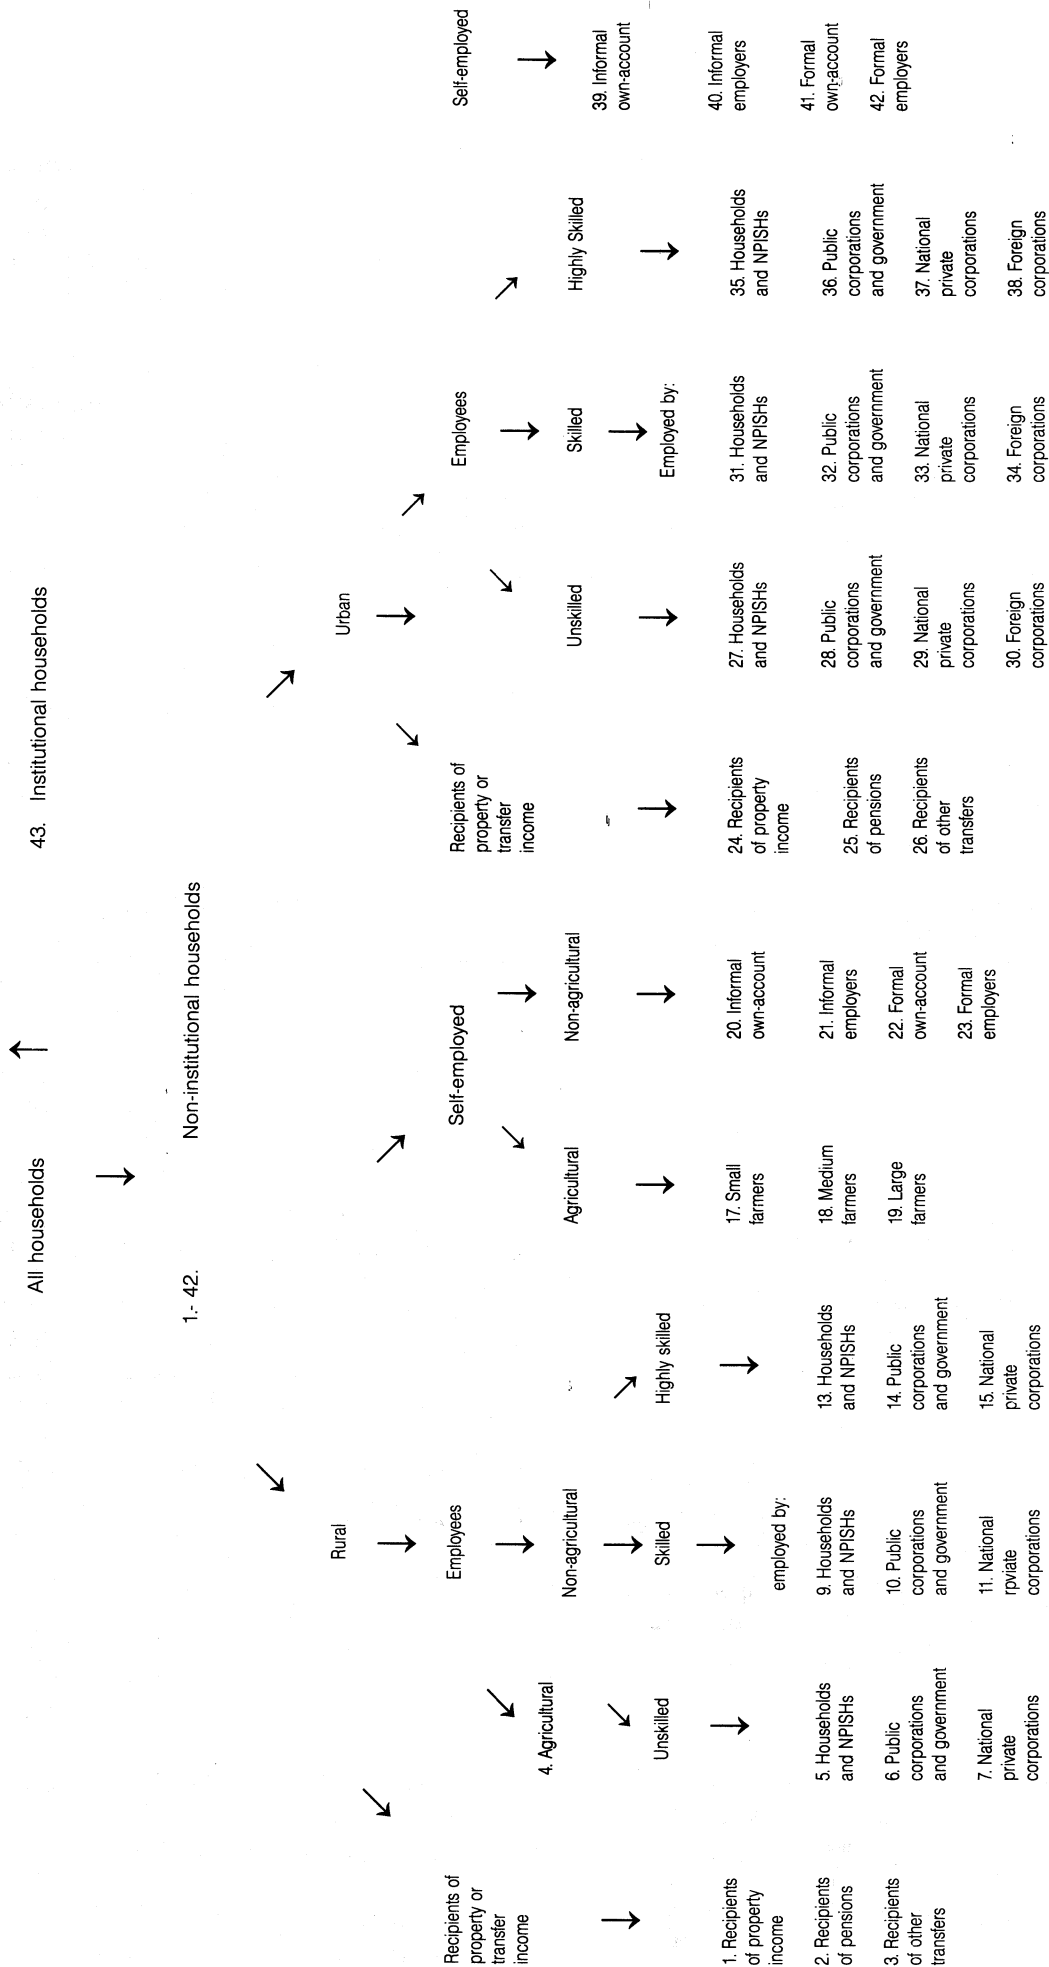 All households
43. Institutional households
1.- 42. Non-institutional households
Rural
Urban
Recipients of
property or
transfer
income
Employees
Self-employed
Recipients of
property or
transfer
income
Employees
Self-employed
4. Agricultural
Non-agricultural
Agricultural
Non-agricultural
Unskilled
Skilled
Highly Skilled
Unskilled
Skilled
Highly skilled
employed by:
Employed by:
1. Recipients
of property
income
2. Recipients
of pensions
3. Recipients
of other
transfers
5. Households
and NPISHs
6. Public
corporations
and government
7. National
private
corporations
9. Households
and NPISHs
10. Public
corporations
and government
11. National
rpviate
corporations
13. Households
and NPISHs
14. Public
corporations
and government
15. National
private
corporations
17. Small
farmers
18. Medium
farmers
19. Large
farmers
20. Informal
own-account
21. Informal
employers
22. Formal
own-account
23. Formal
employers
24. Recipients
of property
income
25. Recipients
of pensions
26. Recipients
of other
transfers
27. Households
and NPISHs
28. Public
corporations
and government
29. National
private
corporations
30. Foreign
corporations
31. Households
and NPISHs
32. Public
corporations
and government
33. National
private
corporations
34. Foreign
corporations
35. Households
and NPISHs
36. Public
corporations
and government
37. National
private
corporations
38. Foreign
corporations
39. Informal
own-account
40. Informal
employers
41. Formal
own-account
42. Formal
employers